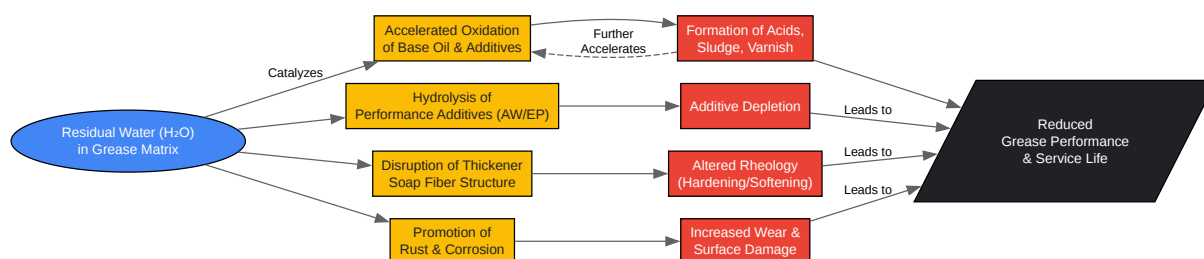 Residual Water (H₂O)
in Grease Matrix
Catalyzes
Accelerated Oxidation
of Base Oil & Additives
Further
Accelerates
Formation of Acids,
Sludge, Varnish
Hydrolysis of
Performance Additives (AW/EP)
Additive Depletion
Leads to
Disruption of Thickener
Soap Fiber Structure
Altered Rheology
(Hardening/Softening)
Leads to
Promotion of
Rust & Corrosion
Increased Wear &
Surface Damage
Leads to
Reduced
Grease Performance
& Service Life